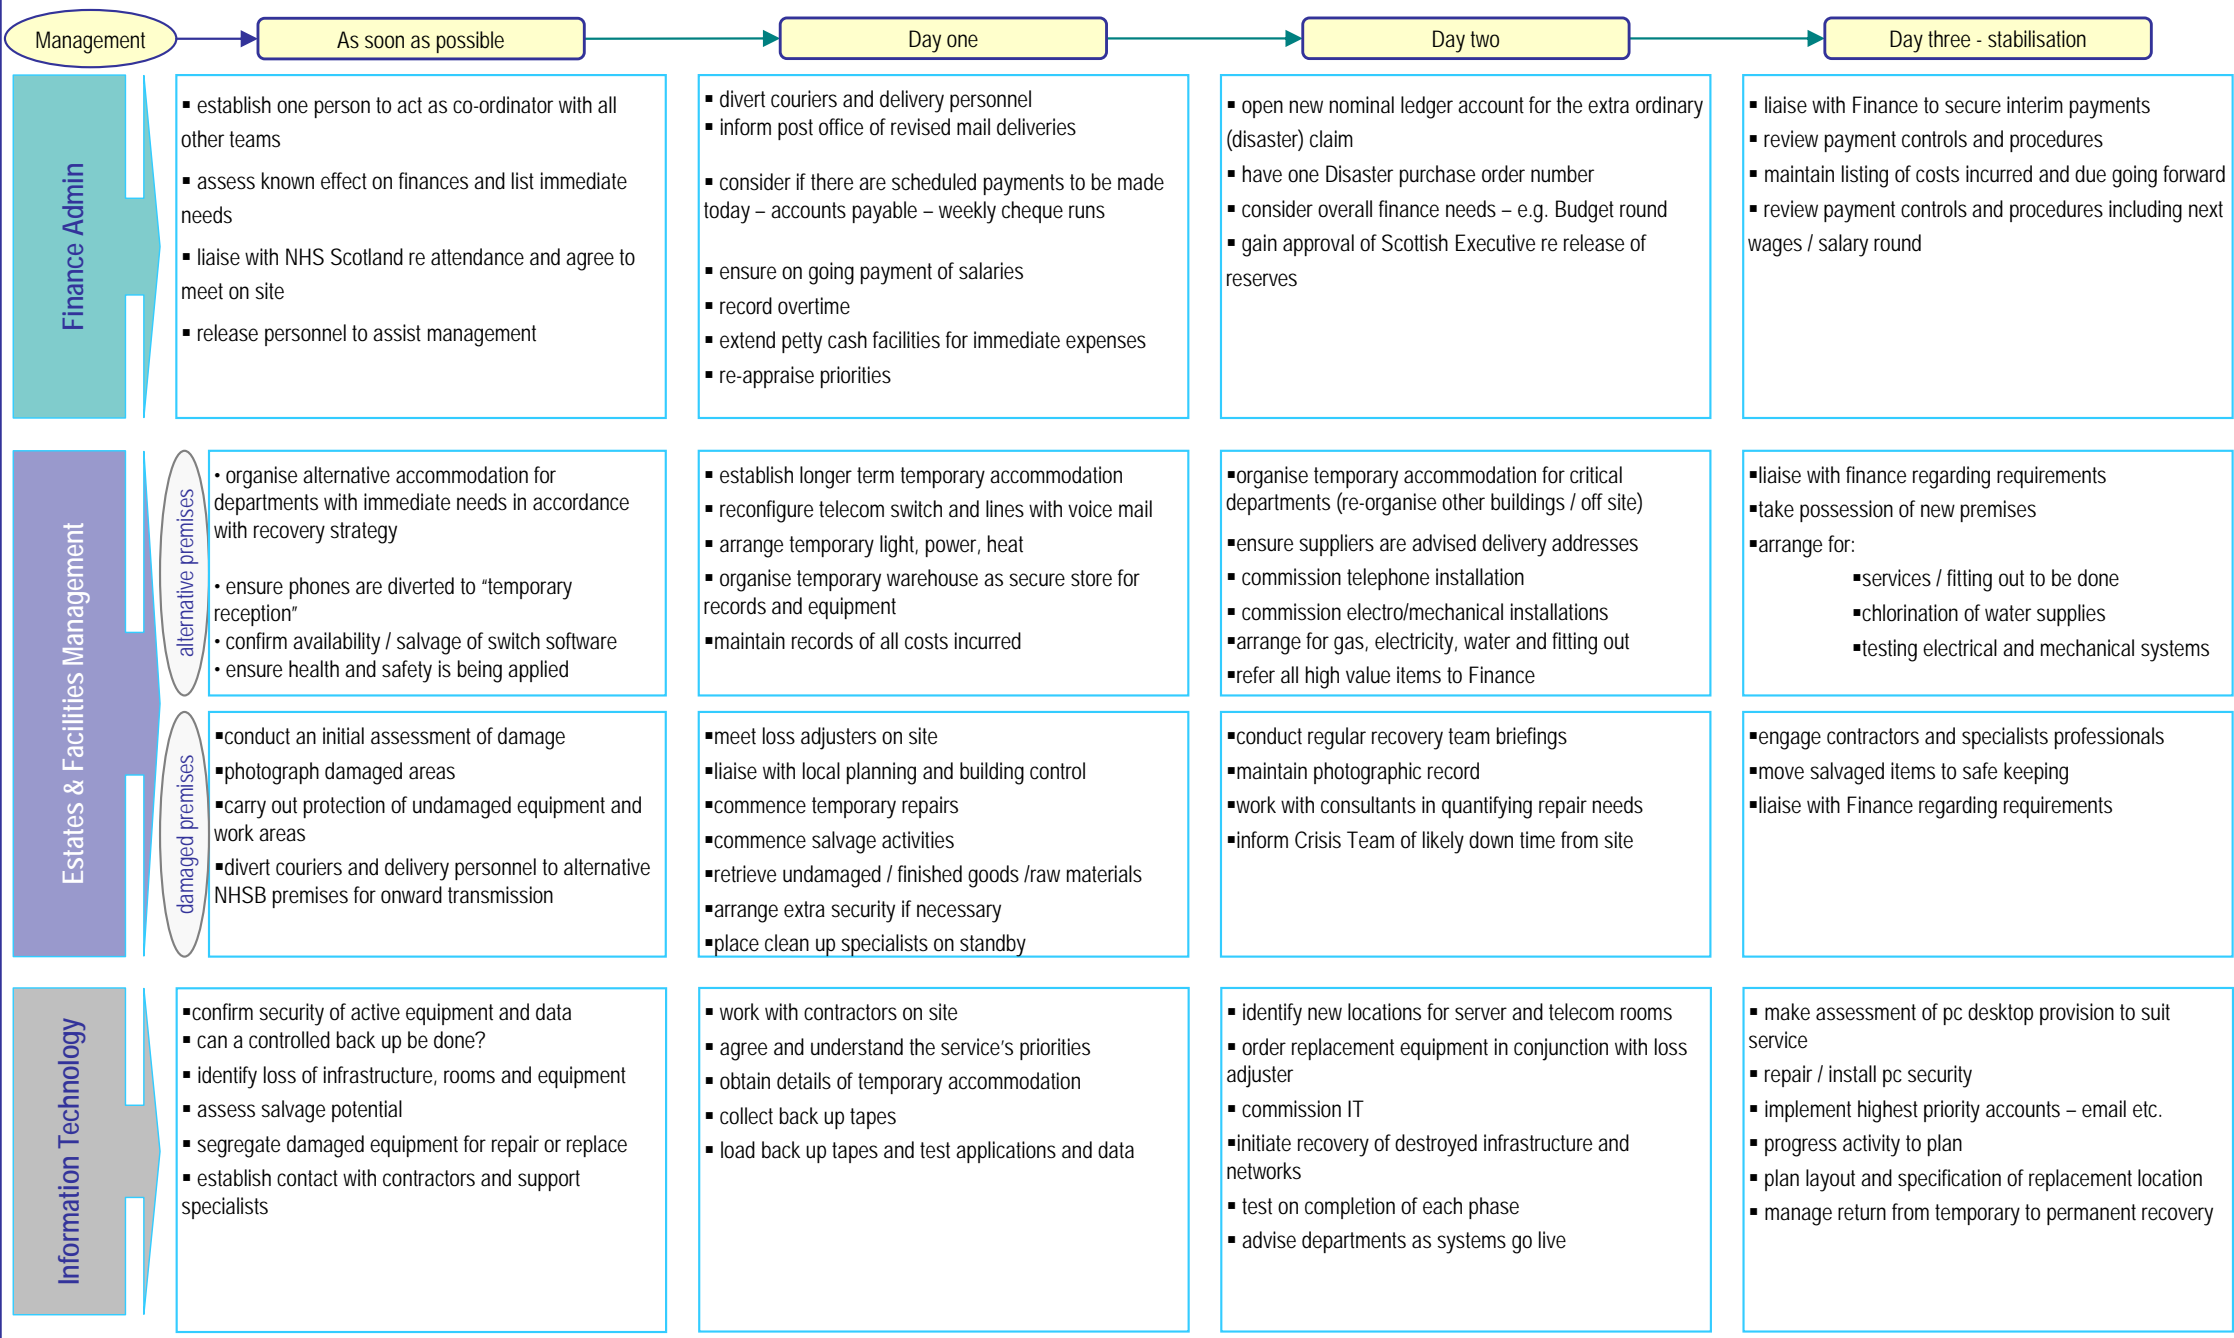 Management
As soon as possible
Day one
Day two
Day three - stabilisation
Finance Admin
▪ establish one person to act as co-ordinator with all
other teams
▪ assess known effect on finances and list immediate
needs
▪ liaise with NHS Scotland re attendance and agree to
meet on site
▪ release personnel to assist management
▪ divert couriers and delivery personnel
▪ inform post office of revised mail deliveries
▪ consider if there are scheduled payments to be made
today – accounts payable – weekly cheque runs
▪ ensure on going payment of salaries
▪ record overtime
▪ extend petty cash facilities for immediate expenses
▪ re-appraise priorities
▪ open new nominal ledger account for the extra ordinary
(disaster) claim
▪ have one Disaster purchase order number
▪ consider overall finance needs – e.g. Budget round
▪ gain approval of Scottish Executive re release of
reserves
▪ liaise with Finance to secure interim payments
▪ review payment controls and procedures
▪ maintain listing of costs incurred and due going forward
▪ review payment controls and procedures including next
wages / salary round
Estates & Facilities Management
alternative premises
• organise alternative accommodation for
departments with immediate needs in accordance
with recovery strategy
• ensure phones are diverted to “temporary
reception”
• confirm availability / salvage of switch software
• ensure health and safety is being applied
▪ establish longer term temporary accommodation
▪ reconfigure telecom switch and lines with voice mail
▪ arrange temporary light, power, heat
▪ organise temporary warehouse as secure store for
records and equipment
▪maintain records of all costs incurred
▪organise temporary accommodation for critical
departments (re-organise other buildings / off site)
▪ensure suppliers are advised delivery addresses
▪ commission telephone installation
▪ commission electro/mechanical installations
▪arrange for gas, electricity, water and fitting out
▪refer all high value items to Finance
▪liaise with finance regarding requirements
▪take possession of new premises
▪arrange for:
▪services / fitting out to be done
▪chlorination of water supplies
▪testing electrical and mechanical systems
damaged premises
▪conduct an initial assessment of damage
▪photograph damaged areas
▪carry out protection of undamaged equipment and
work areas
▪divert couriers and delivery personnel to alternative
NHSB premises for onward transmission
▪meet loss adjusters on site
▪liaise with local planning and building control
▪commence temporary repairs
▪commence salvage activities
▪retrieve undamaged / finished goods /raw materials
▪arrange extra security if necessary
▪place clean up specialists on standby
▪conduct regular recovery team briefings
▪maintain photographic record
▪work with consultants in quantifying repair needs
▪inform Crisis Team of likely down time from site
▪engage contractors and specialists professionals
▪move salvaged items to safe keeping
▪liaise with Finance regarding requirements
Information Technology
▪confirm security of active equipment and data
▪ can a controlled back up be done?
▪ identify loss of infrastructure, rooms and equipment
▪ assess salvage potential
▪ segregate damaged equipment for repair or replace
▪ establish contact with contractors and support
specialists
▪ work with contractors on site
▪ agree and understand the service’s priorities
▪ obtain details of temporary accommodation
▪ collect back up tapes
▪ load back up tapes and test applications and data
▪ identify new locations for server and telecom rooms
▪ order replacement equipment in conjunction with loss
adjuster
▪ commission IT
▪initiate recovery of destroyed infrastructure and
networks
▪ test on completion of each phase
▪ advise departments as systems go live
▪ make assessment of pc desktop provision to suit
service
▪ repair / install pc security
▪ implement highest priority accounts – email etc.
▪ progress activity to plan
▪ plan layout and specification of replacement location
▪ manage return from temporary to permanent recovery